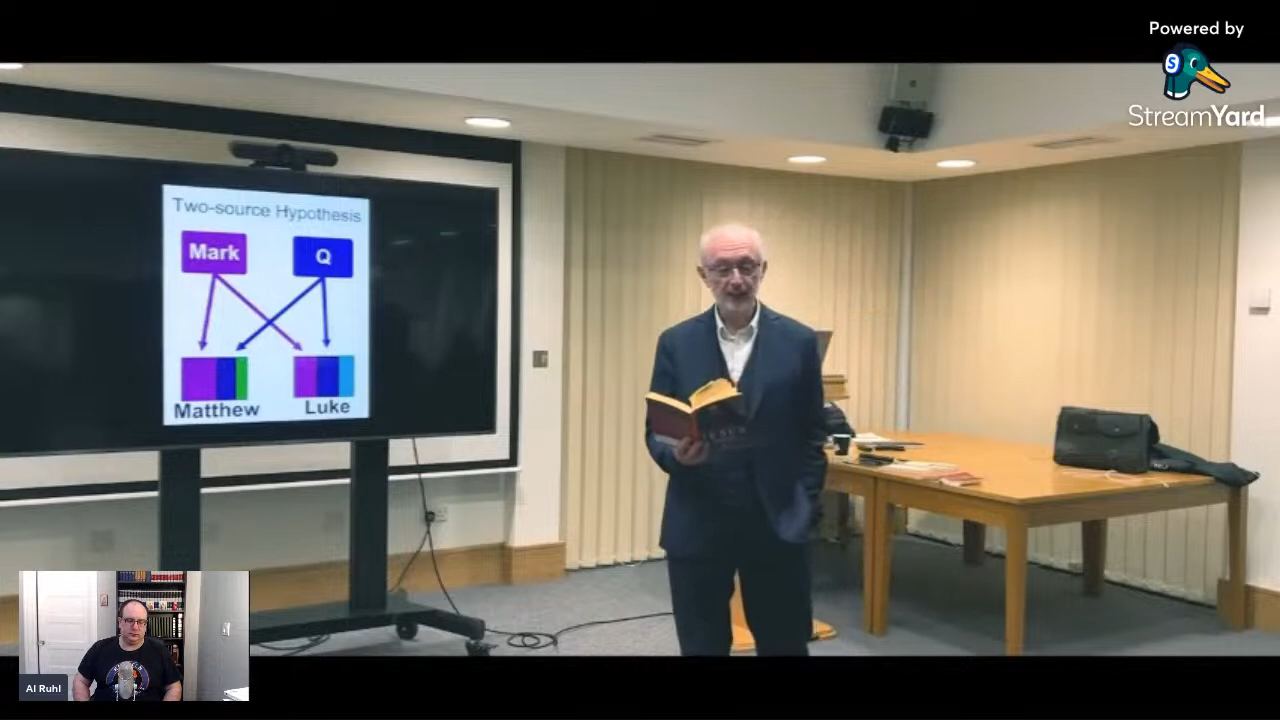 Powered by
StreamYard
Two-source Hypothesis
Mark
Q
Matthew
Luke
Al Ruhl